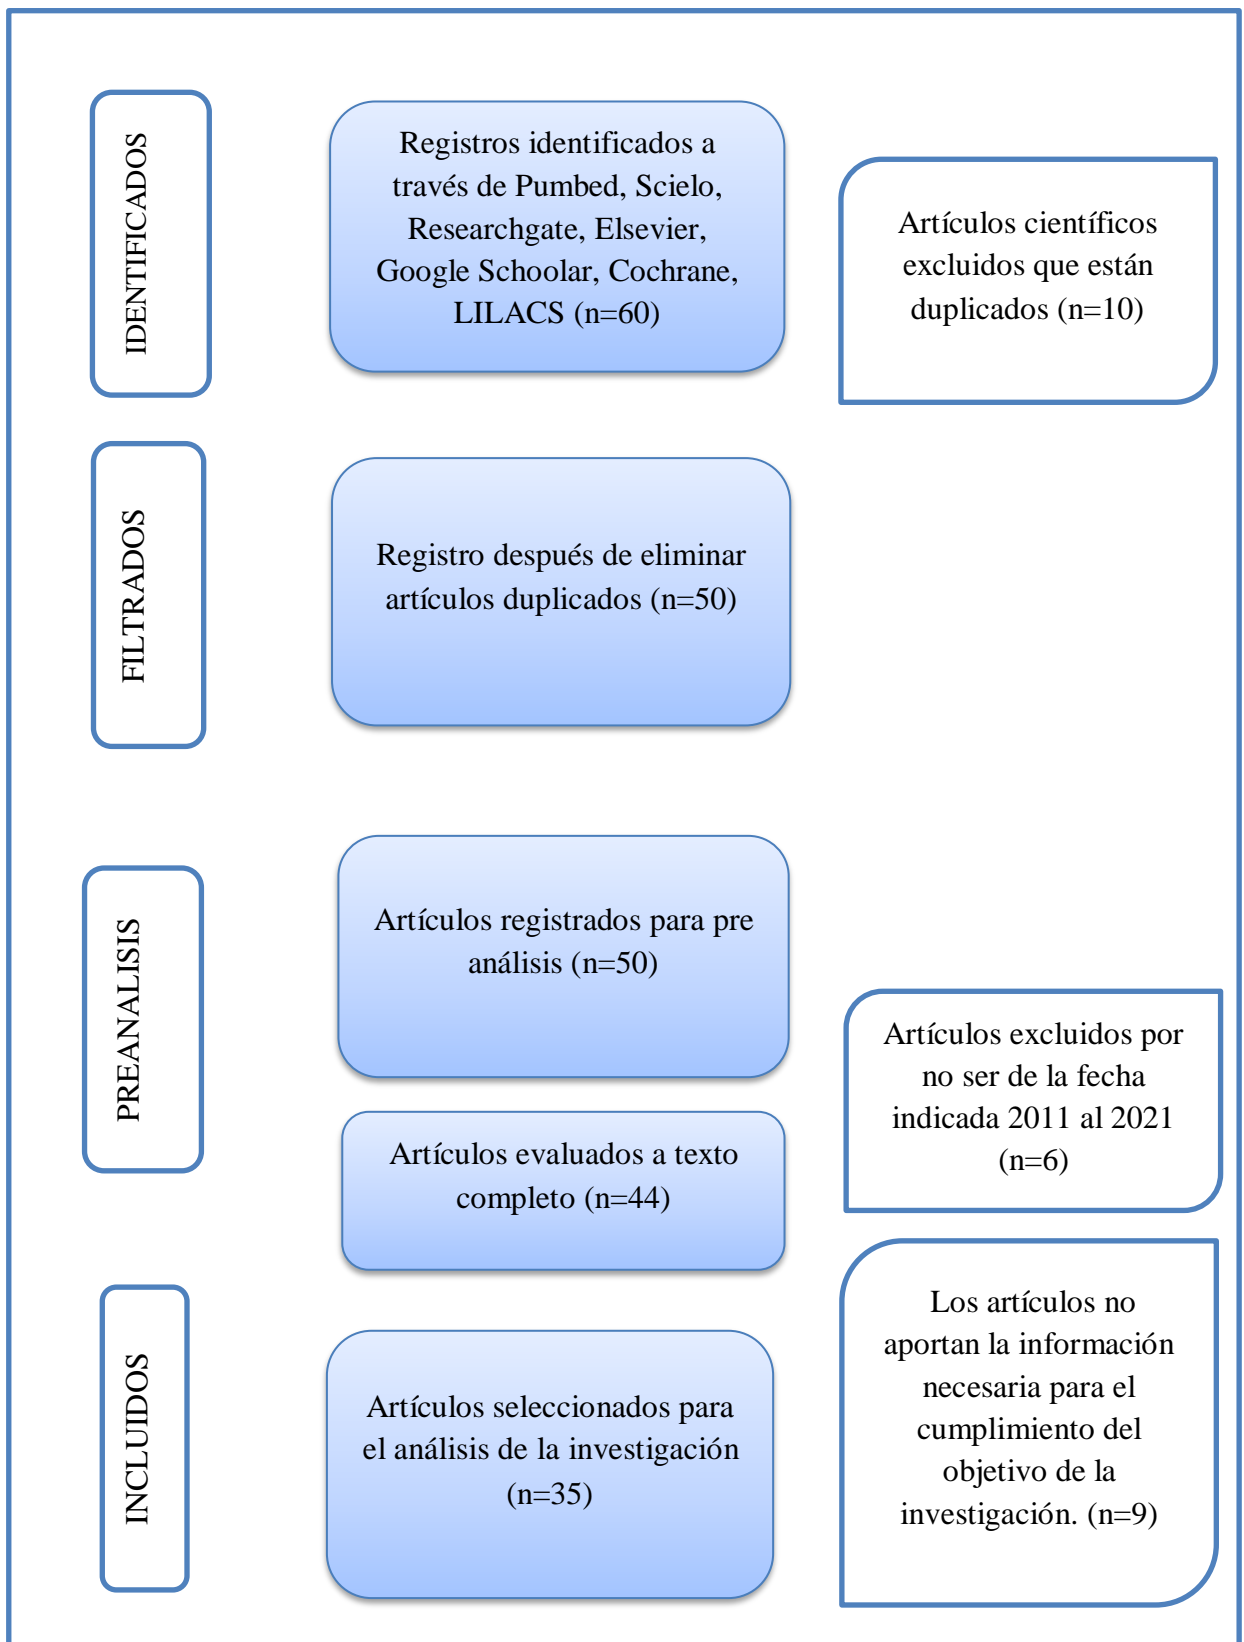 IDENTIFICADOS
Registros identificados a
través de Pumbed, Scielo,
Researchgate, Elsevier,
Google Schoolar, Cochrane,
LILACS (n=60)
Artículos científicos
excluidos que están
duplicados (n=10)
FILTRADOS
Registro después de eliminar
artículos duplicados (n=50)
PREANALISIS
Artículos registrados para pre
análisis (n=50)
Artículos excluidos por
no ser de la fecha
indicada 2011 al 2021
(n=6)
Artículos evaluados a texto
completo (n=44)
INCLUIDOS
Artículos seleccionados para
el análisis de la investigación
(n=35)
Los artículos no
aportan la información
necesaria para el
cumplimiento del
objetivo de la
investigación. (n=9)